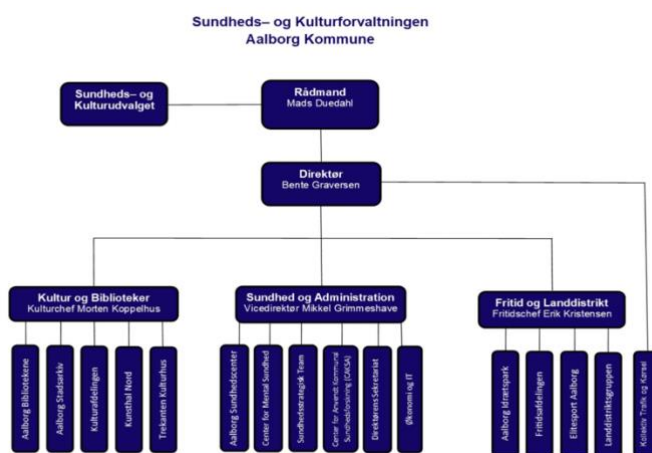 Sundheds– og Kulturforvaltningen
Aalborg Kommune
Sundheds– og
Kulturudvalget
Rådmand
Mads Duedahl
Direktør
Bente Graversen
Kultur og Biblioteker
Kulturchef Morten Koppelhus
Sundhed og Administration
Vicedirektør Mikkel Grimmeshave
Fritid og Landdistrikt
Fritidschef Erik Kristensen
Aalborg Bibliotekerne
Aalborg Stadsarkiv
Kulturafdelingen
Kunsthal Nord
Trekanten Kulturhus
Aalborg Sundhedscenter
Center for Mental Sundhed
Sundhedsstrategisk Team
Center for Anvendt Kommunal
Sundhedsforskning (CAKSA)
Direktørens Sekretariat
Økonomi og IT
Aalborg Idrætspark
Fritidsafdelingen
Elitesport Aalborg
Landdistriktsgruppen
Kollektiv Trafik og Kørsel